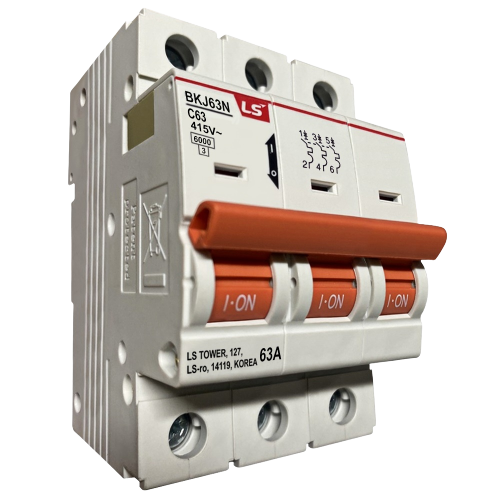 BKJ63N
LS
C63
415V~
6000
3
I
O
1 3 5
2 4 6
I·ON I·ON I·ON
LS TOWER, 127,
LS-ro, 14119, KOREA 63A